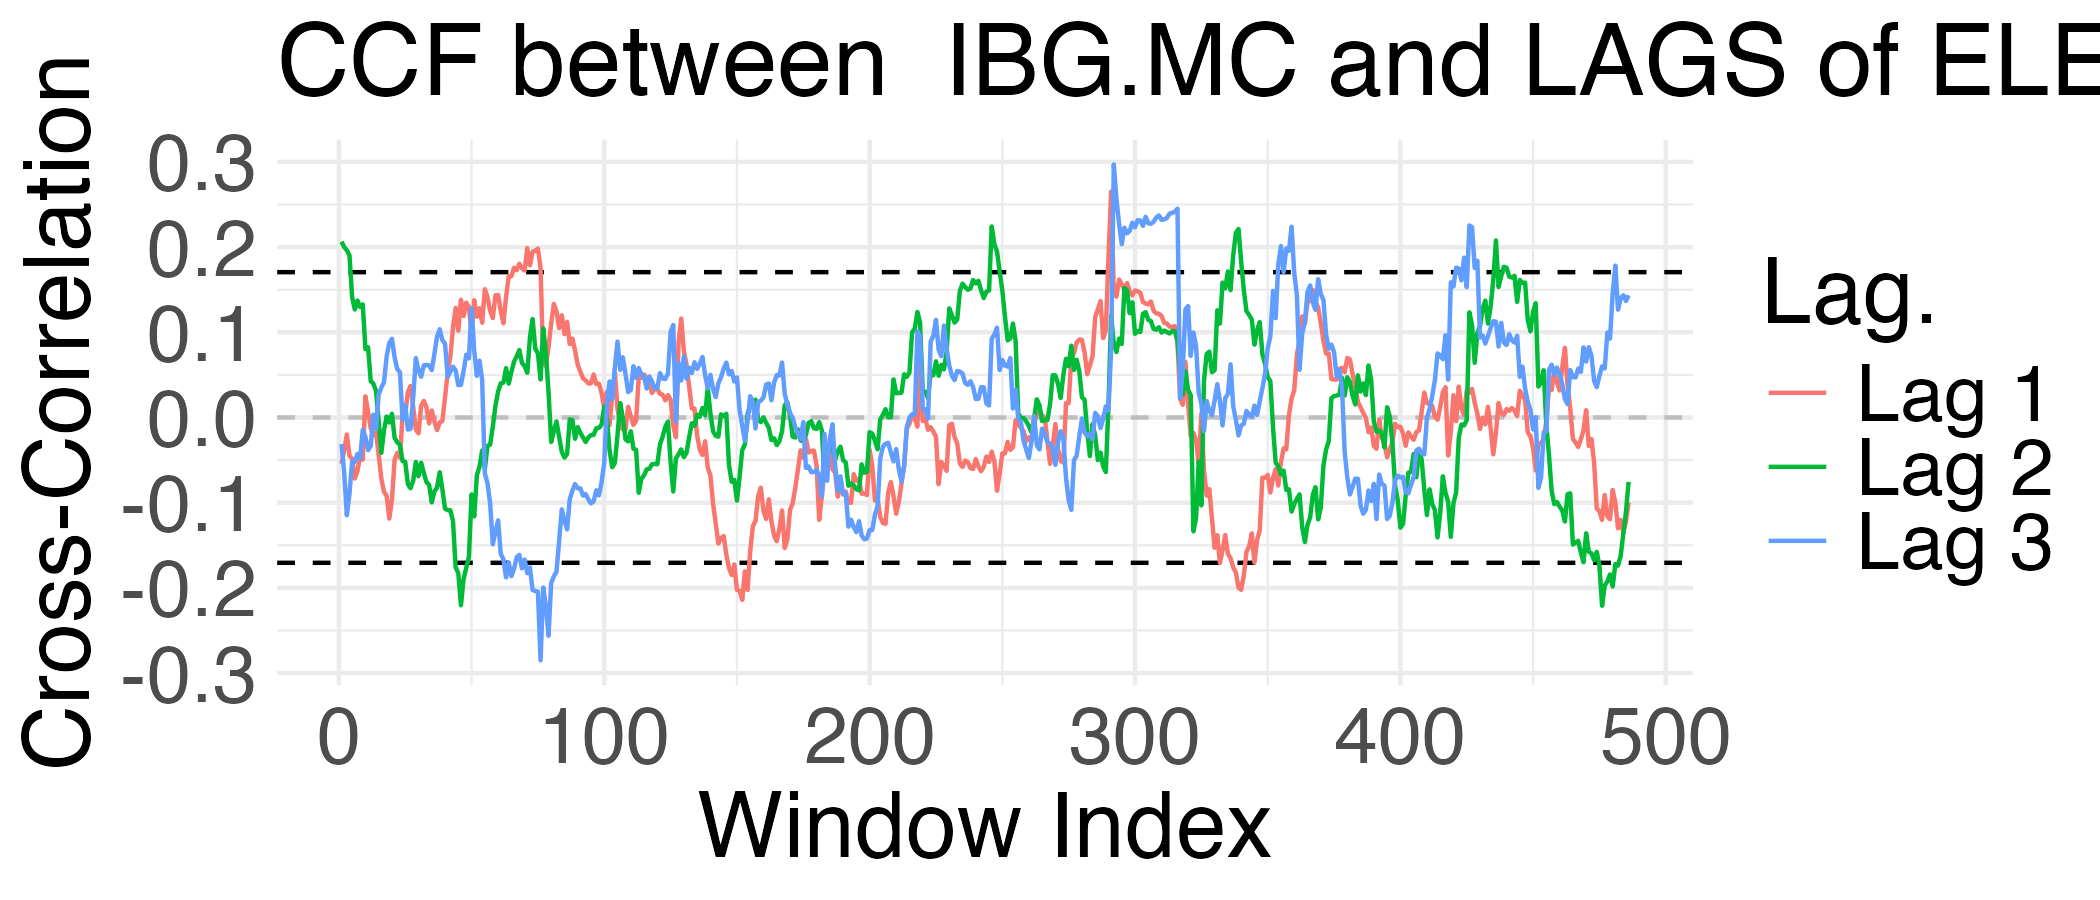 CCF between IBG.MC and LAGS of ELE
Cross-Correlation
0.3
0.2
0.1
0.0
-0.1
-0.2
-0.3
0 100 200 300 400 500
Window Index
Lag.
Lag 1
Lag 2
Lag 3